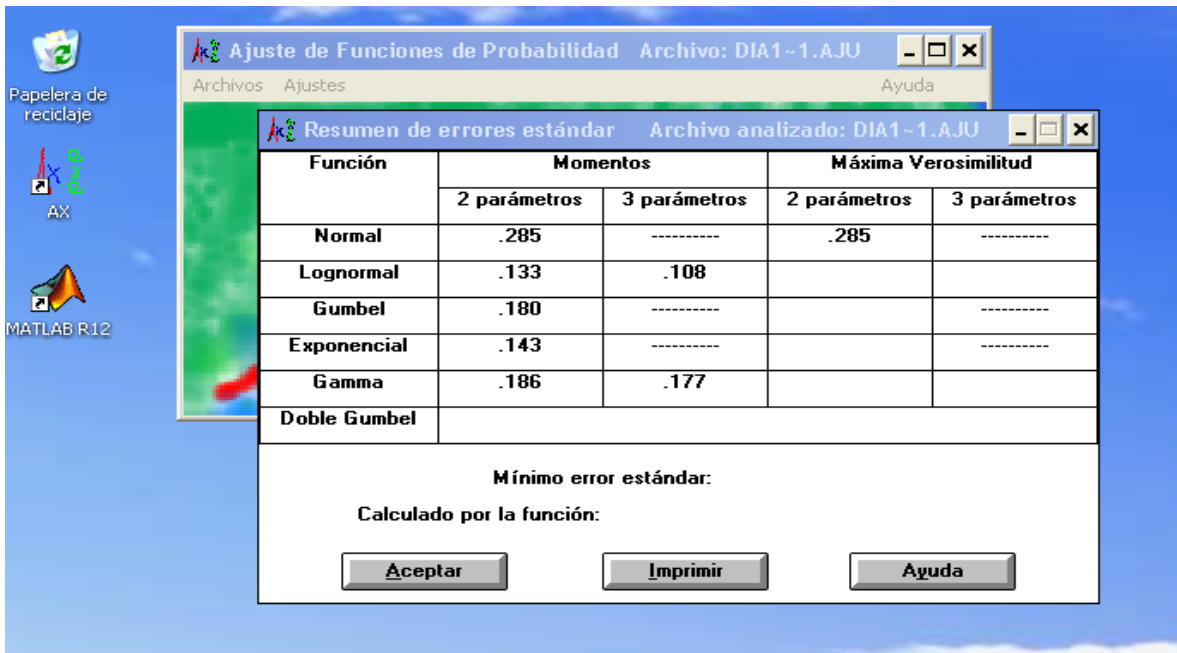 Papelera de
reciclaje
AX
MATLAB R12
Ajuste de Funciones de Probabilidad Archivo: DIA1~1.AJU
Archivos Ajustes Ayuda
Resumen de errores estándar Archivo analizado: DIA1~1.AJU
Función Momentos Máxima Verosimilitud
2 parámetros 3 parámetros 2 parámetros 3 parámetros
Normal .285 ---------- .285 ----------
Lognormal .133 .108
Gumbel .180 ---------- ----------
Exponencial .143 ---------- ----------
Gamma .186 .177
Doble Gumbel
Mínimo error estándar:
Calculado por la función:
Aceptar Imprimir Ayuda